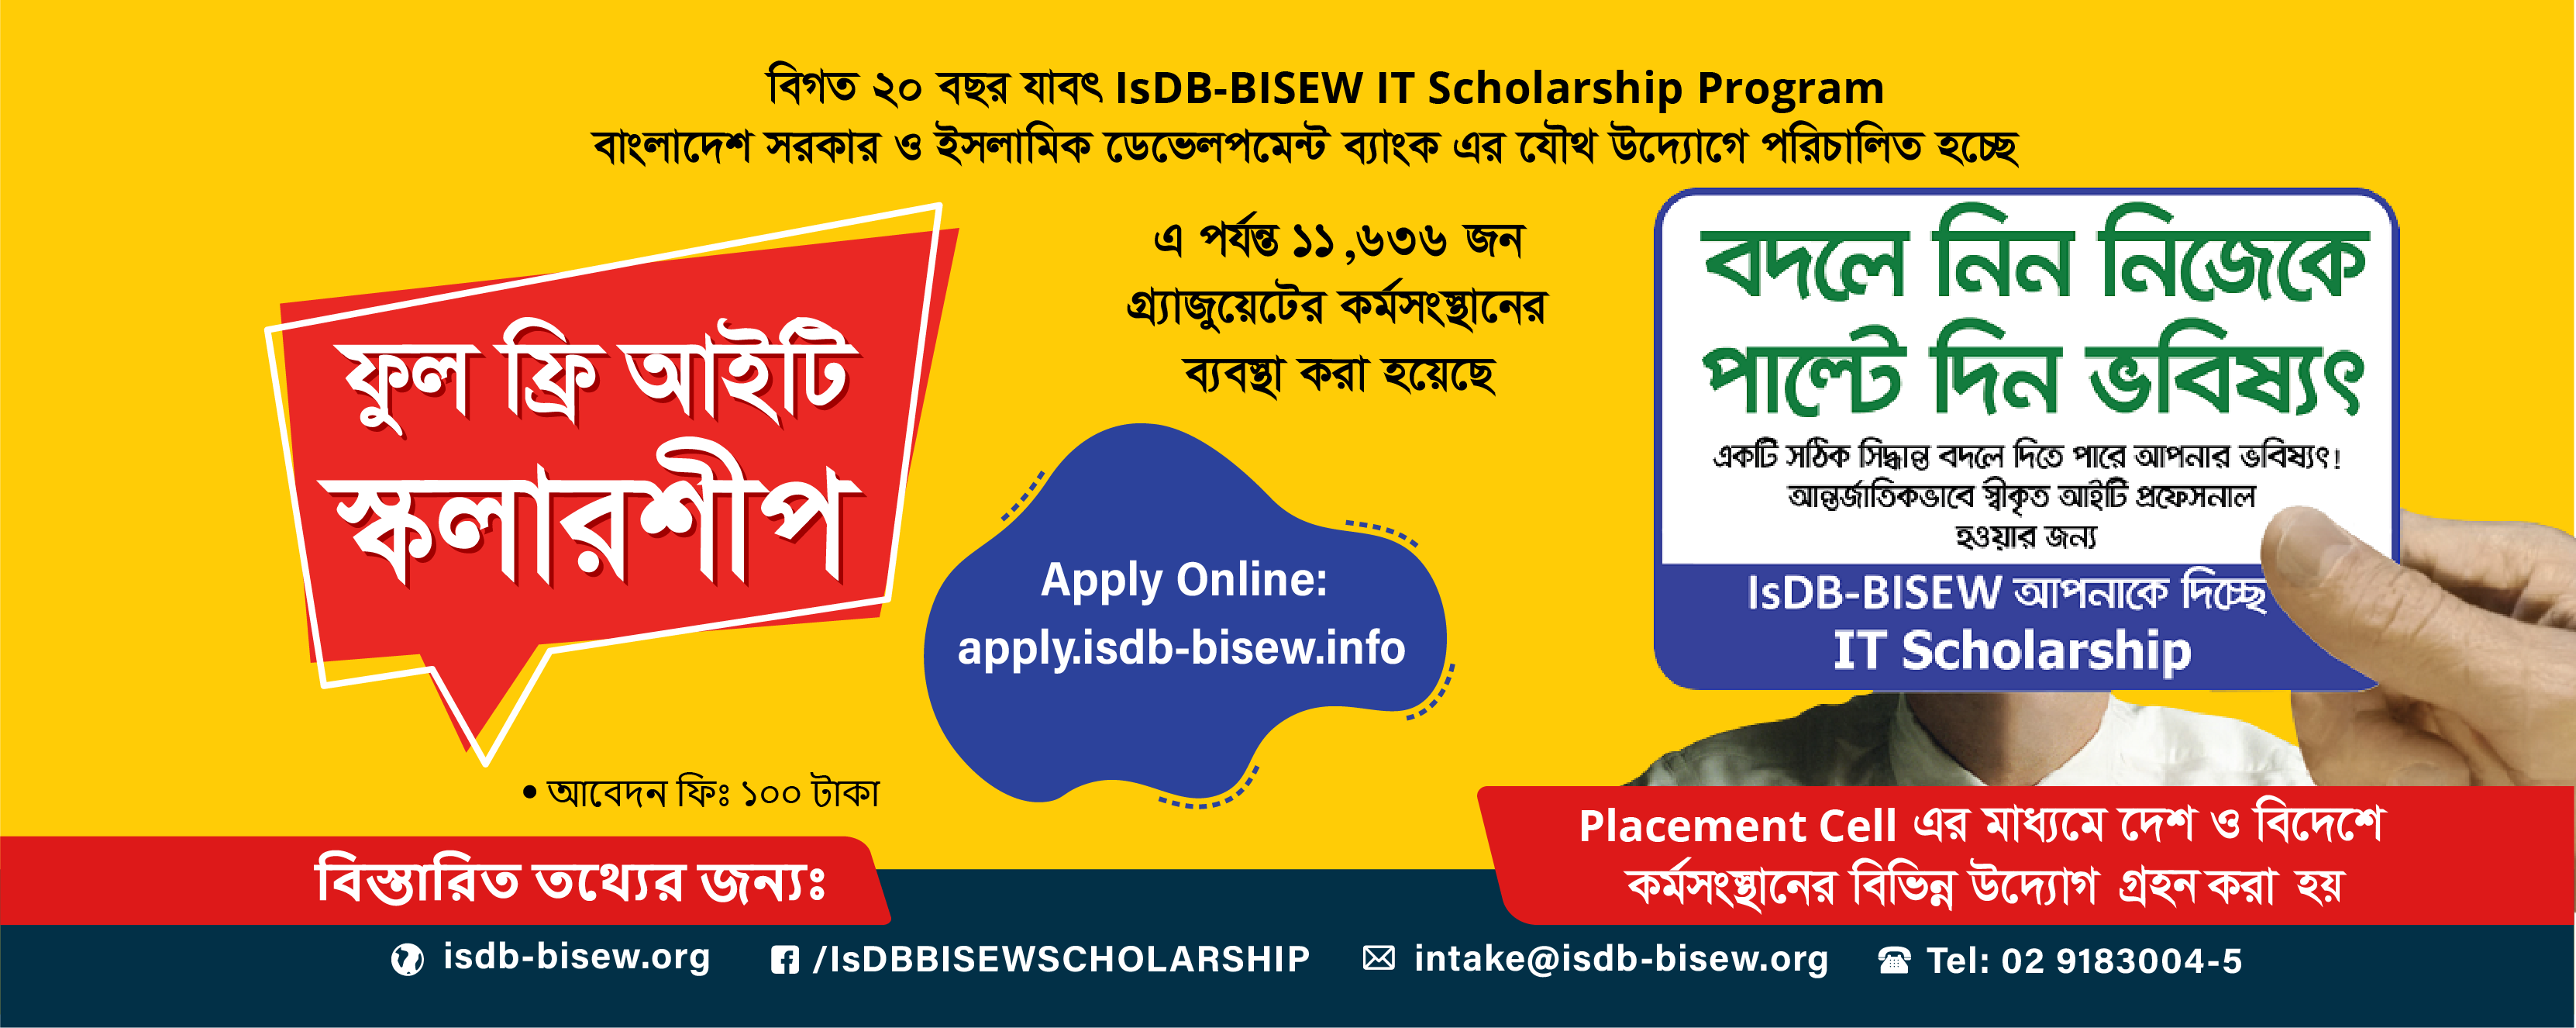 বিগত ২০ বছর যাবৎ IsDB-BISEW IT Scholarship Program
বাংলাদেশ সরকার ও ইসলামিক ডেভেলপমেন্ট ব্যাংক এর যৌথ উদ্যোগে পরিচালিত হচ্ছে
ফুল ফ্রি আইটি
স্কলারশীপ
এ পর্যন্ত ১১,৬৩৬ জন
গ্র্যাজুয়েটের কর্মসংস্থানের
ব্যবস্থা করা হয়েছে
Apply Online:
apply.isdb-bisew.info
বদলে নিন নিজেকে
পাল্টে দিন ভবিষ্যৎ
একটি সঠিক সিদ্ধান্ত বদলে দিতে পারে আপনার ভবিষ্যৎ!
আন্তর্জাতিকভাবে স্বীকৃত আইটি প্রফেসনাল
হওয়ার জন্য
IsDB-BISEW আপনাকে দিচ্ছে
IT Scholarship
• আবেদন ফিঃ ১০০ টাকা
Placement Cell এর মাধ্যমে দেশ ও বিদেশে
কর্মসংস্থানের বিভিন্ন উদ্যোগ গ্রহন করা হয়
বিস্তারিত তথ্যের জন্যঃ
isdb-bisew.org /IsDBBISEWSCHOLARSHIP intake@isdb-bisew.org Tel: 02 9183004-5